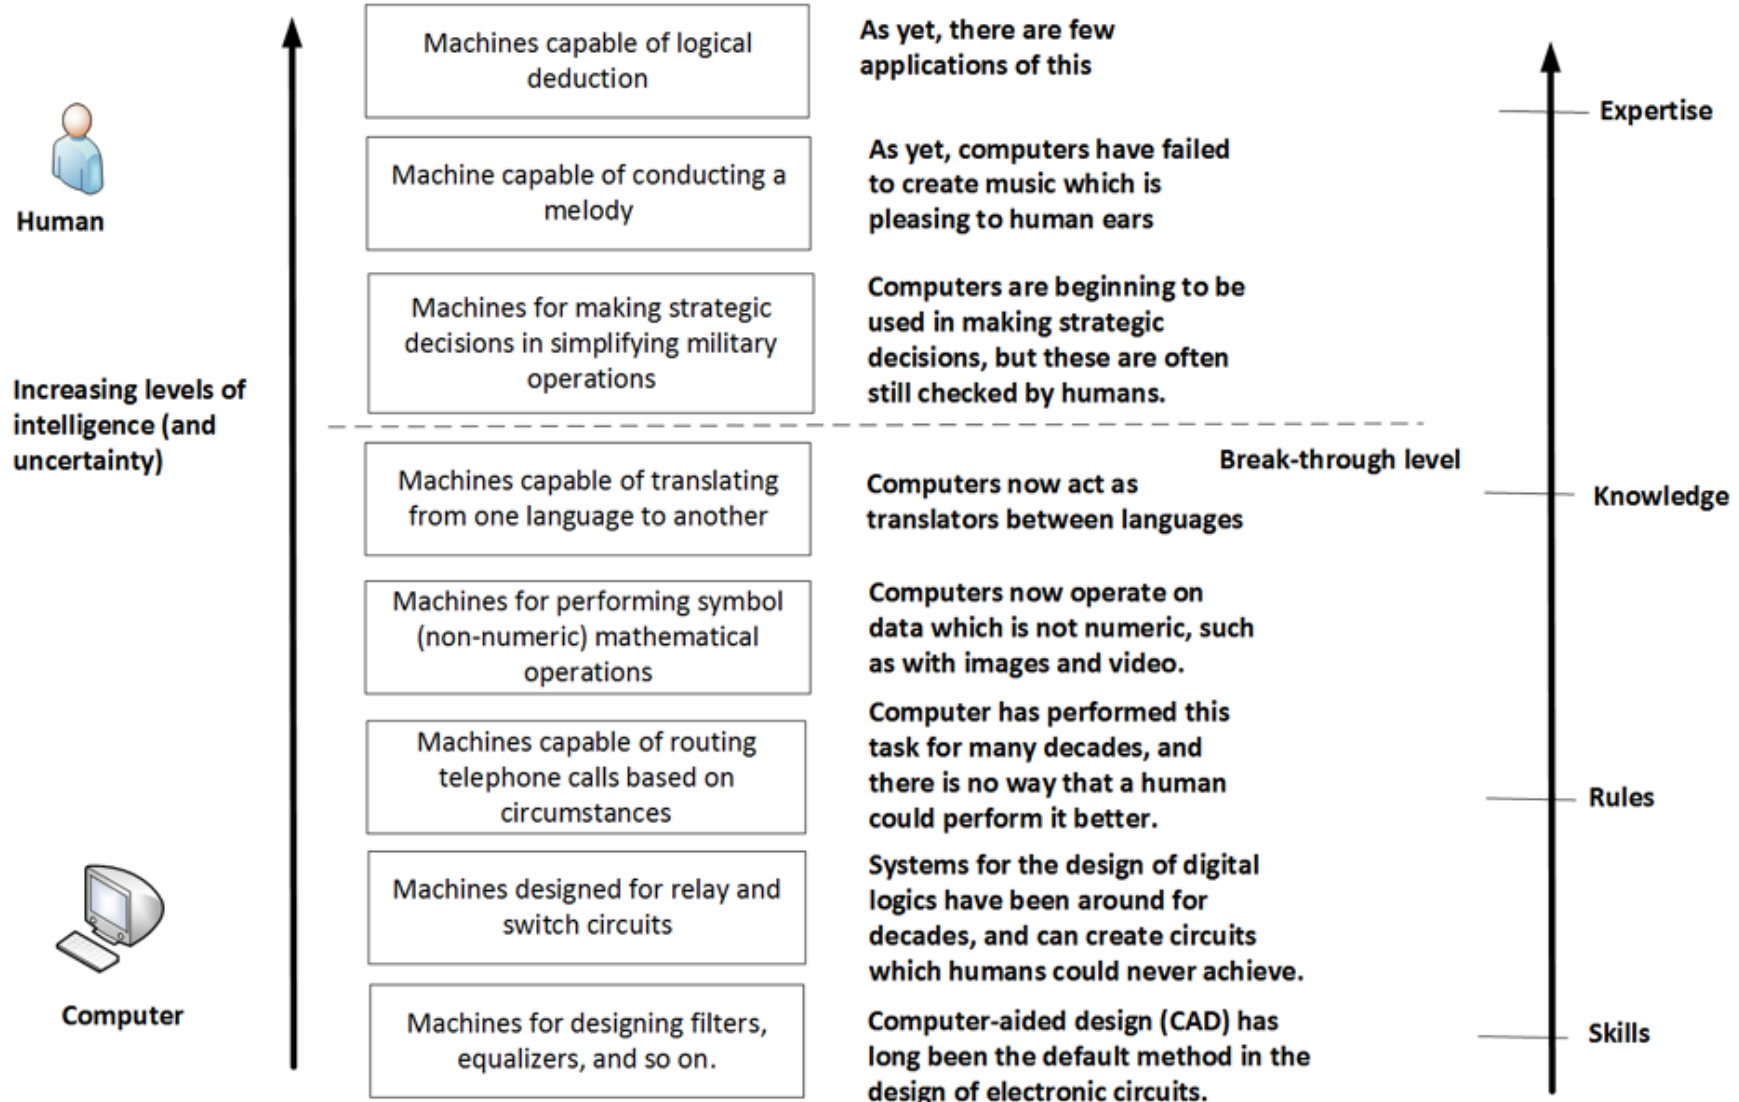 Machines capable of logical
deduction
As yet, there are few
applications of this
Expertise
Human
Machine capable of conducting a
melody
As yet, computers have failed
to create music which is
pleasing to human ears
Machines for making strategic
decisions in simplifying military
operations
Computers are beginning to be
used in making strategic
decisions, but these are often
still checked by humans.
Increasing levels of
intelligence (and
uncertainty)
Break-through level
Machines capable of translating
from one language to another
Computers now act as
translators between languages
Knowledge
Machines for performing symbol
(non-numeric) mathematical
operations
Computers now operate on
data which is not numeric, such
as with images and video.
Machines capable of routing
telephone calls based on
circumstances
Computer has performed this
task for many decades, and
there is no way that a human
could perform it better.
Rules
Machines designed for relay and
switch circuits
Systems for the design of digital
logics have been around for
decades, and can create circuits
which humans could never achieve.
Computer
Machines for designing filters,
equalizers, and so on.
Computer-aided design (CAD) has
long been the default method in the
design of electronic circuits.
Skills